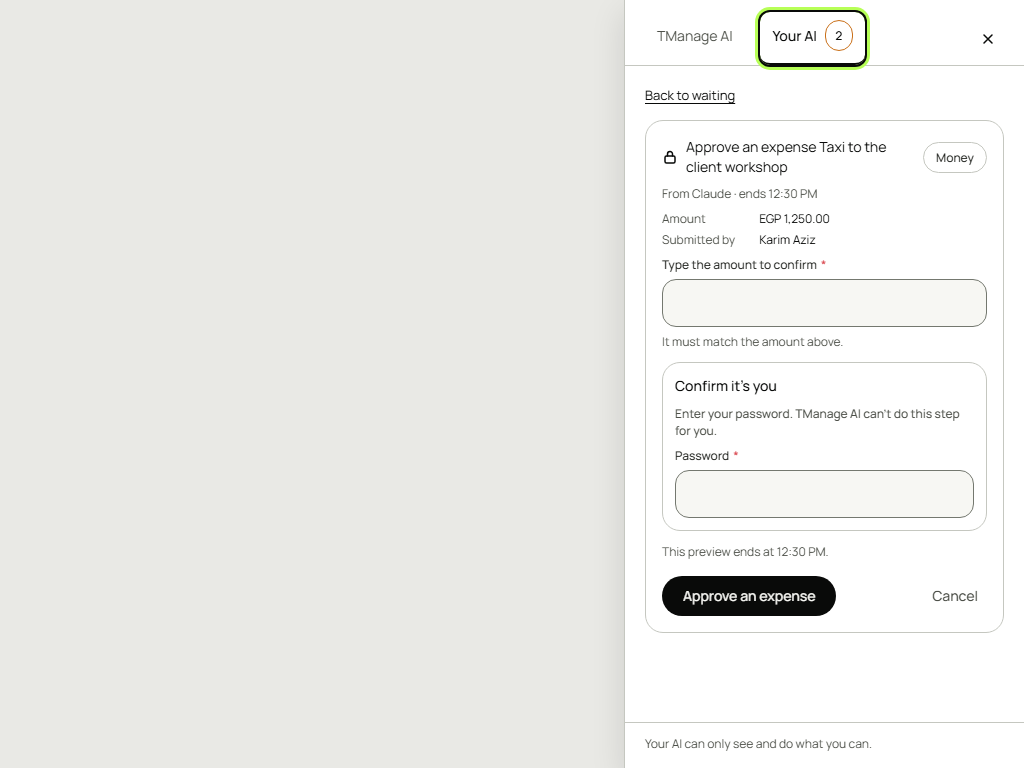 TManage AI
Your AI
2
Back to waiting
Approve an expense Taxi to the
client workshop
Money
From Claude · ends 12:30 PM
Amount EGP 1,250.00
Submitted by Karim Aziz
Type the amount to confirm *
It must match the amount above.
Confirm it's you
Enter your password. TManage AI can't do this step
for you.
Password *
This preview ends at 12:30 PM.
Approve an expense
Cancel
Your AI can only see and do what you can.